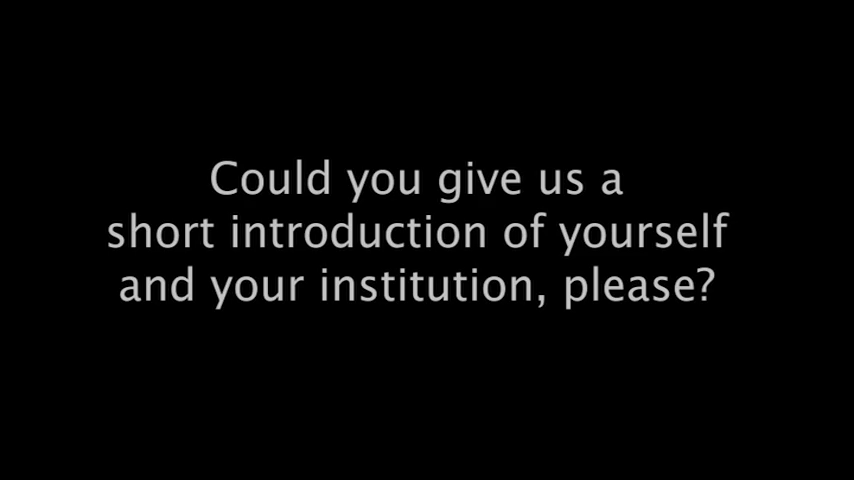 Could you give us a
short introduction of yourself
and your institution, please?